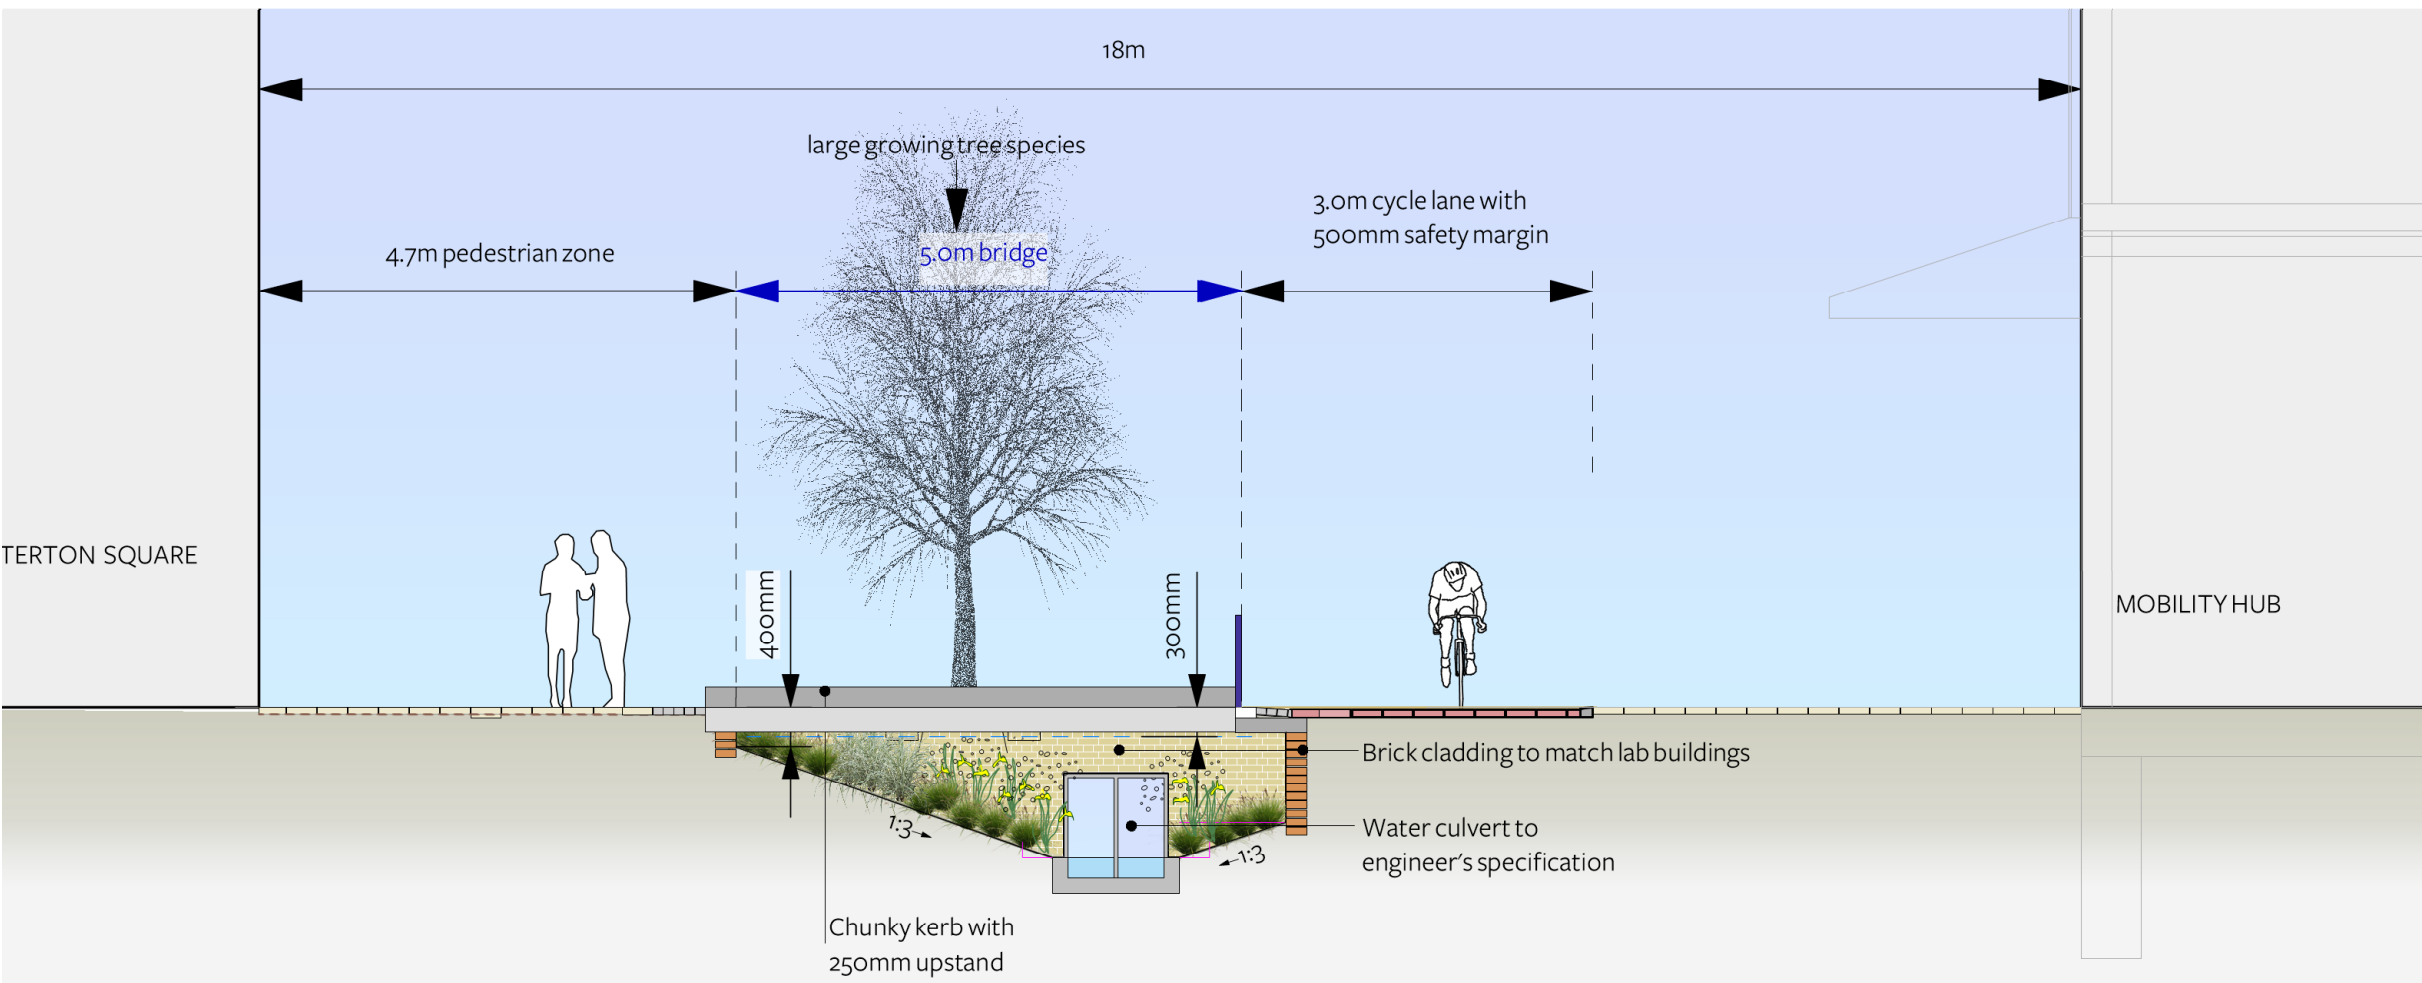 18m
large growing tree species
3.0m cycle lane with
500mm safety margin
4.7m pedestrian zone
5.0m bridge
TERTON SQUARE
400mm
300mm
MOBILITY HUB
Brick cladding to match lab buildings
1:3
Water culvert to
engineer's specification
1:3
Chunky kerb with
250mm upstand